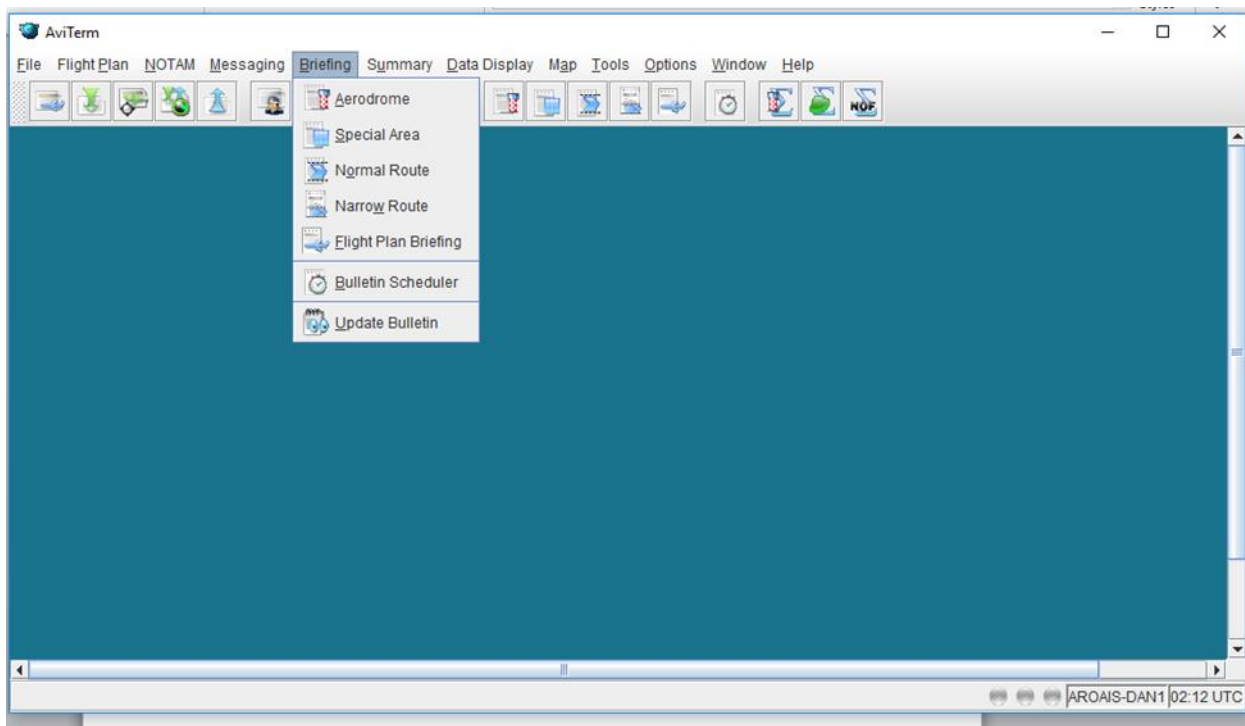 AviTerm
File Flight Plan NOTAM Messaging Briefing Summary Data Display Map Tools Options Window Help
NOF
Aerodrome
Special Area
Normal Route
Narrow Route
Flight Plan Briefing
Bulletin Scheduler
Update Bulletin
AROAIS-DAN1 02:12 UTC